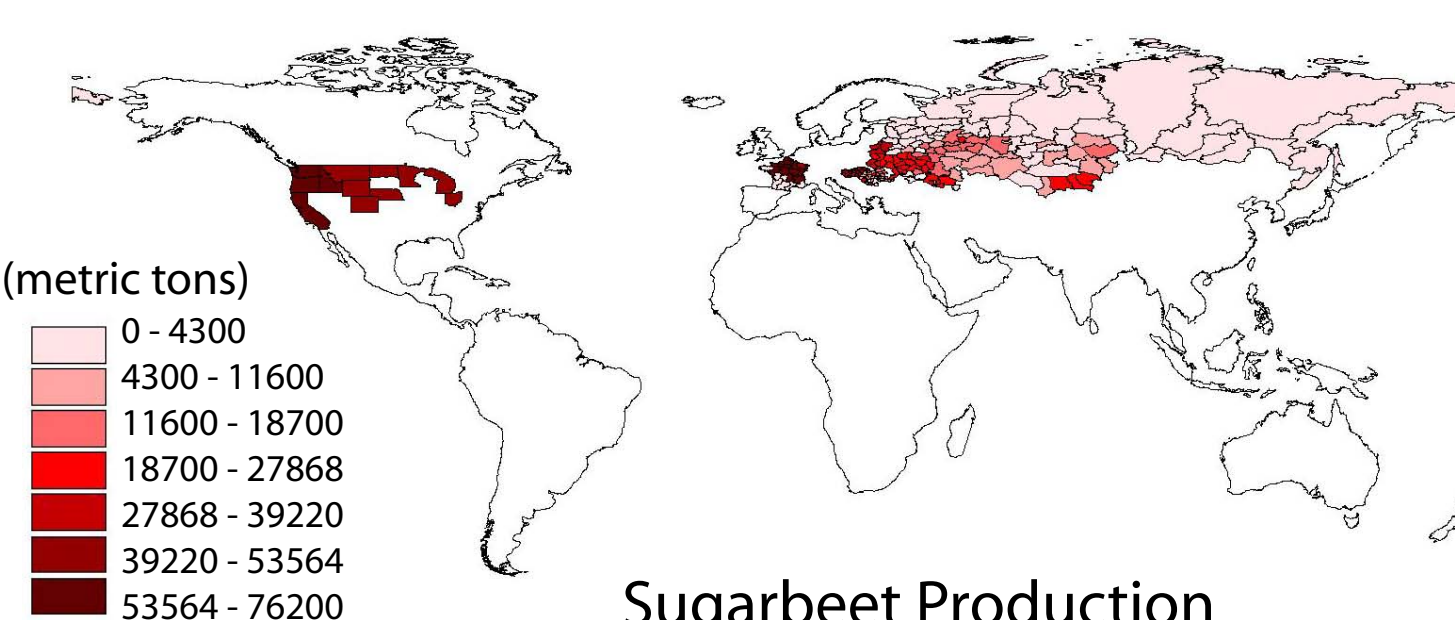 (metric tons)
0 - 4300
4300 - 11600
11600 - 18700
18700 - 27868
27868 - 39220
39220 - 53564
53564 - 76200
Sugarbeet Production